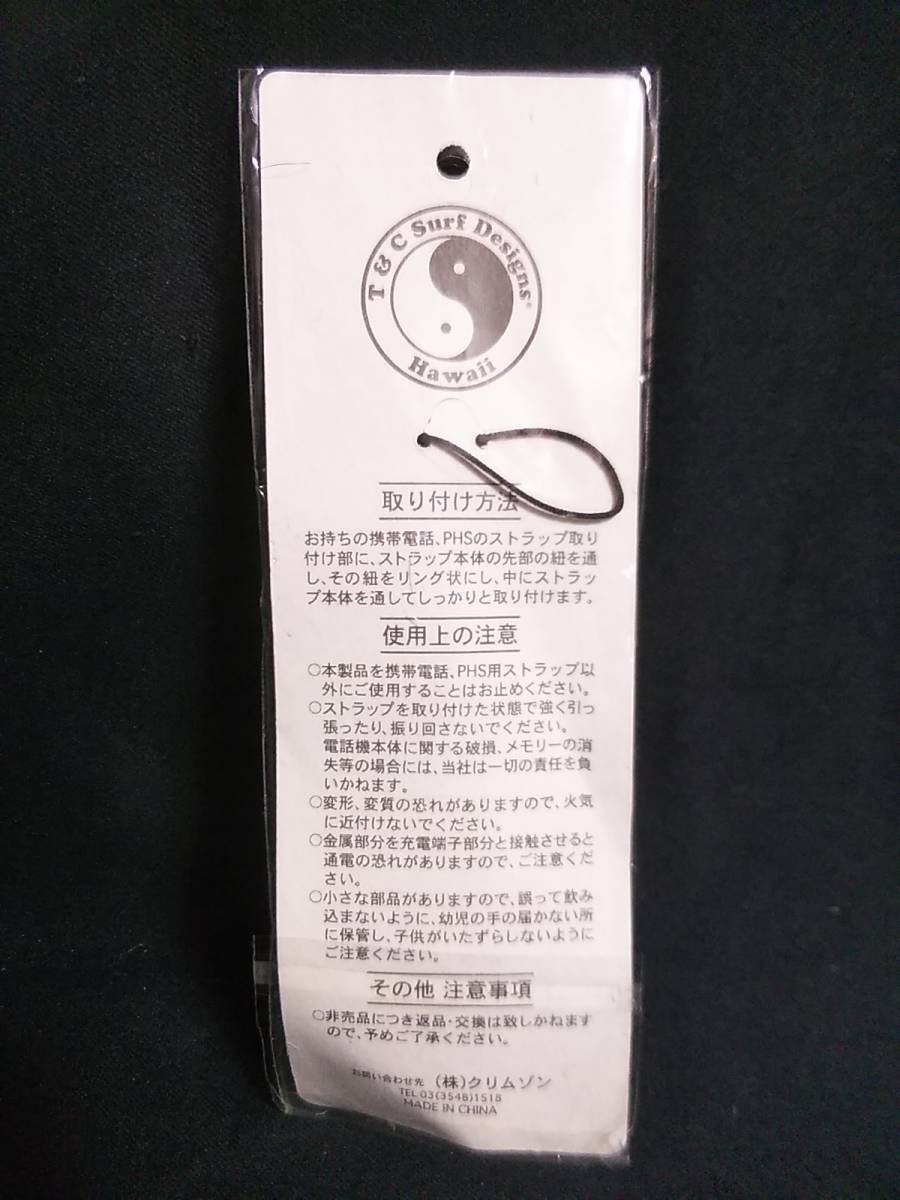 T & C Surf Designs®
Hawaii
取り付け方法
お持ちの携帯電話、PHSのストラップ取り
付け部に、ストラップ本体の先部の紐を通
し、その紐をリング状にし、中にストラッ
プ本体を通してしっかりと取り付けます。
使用上の注意
○本製品を携帯電話、PHS用ストラップ以
外にご使用することはお止めください。
○ストラップを取り付けた状態で強く引っ
張ったり、振り回さないでください。
電話機本体に関する破損、メモリーの消
失等の場合には、当社は一切の責任を負
いかねます。
○変形、変質の恐れがありますので、火気
に近付けないでください。
○金属部分を充電端子部分と接触させると
通電の恐れがありますので、ご注意くだ
さい。
○小さな部品がありますので、誤って飲み
込まないように、幼児の手の届かない所
に保管し、子供がいたずらしないように
ご注意ください。
その他 注意事項
○非売品につき返品・交換は致しかねます
ので、予めご了承ください。
お問い合わせ先 (株)クリムゾン
TEL 03(3548)1518
MADE IN CHINA